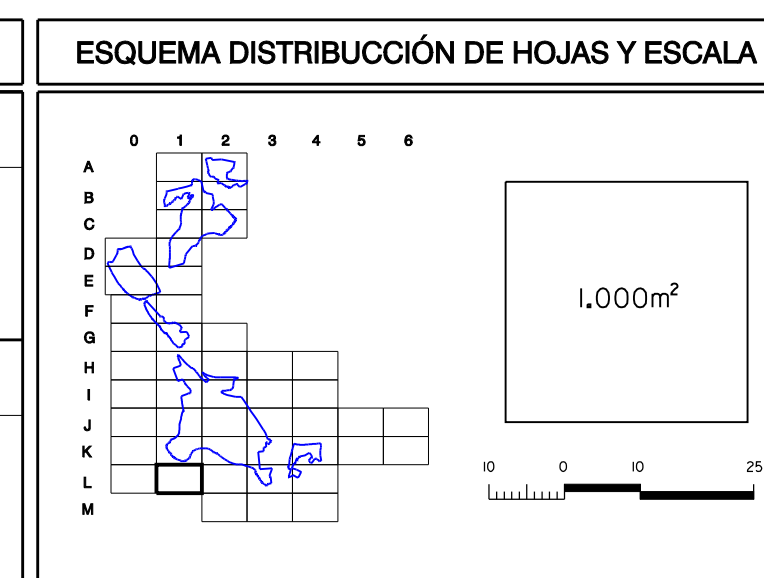 ESQUEMA DISTRIBUCCIÓN DE HOJAS Y ESCALA
0 1 2 3 4 5 6
A
B
C
D
E
F
G
H
I
J
K
L
M
1.000m²
10 0 10 25